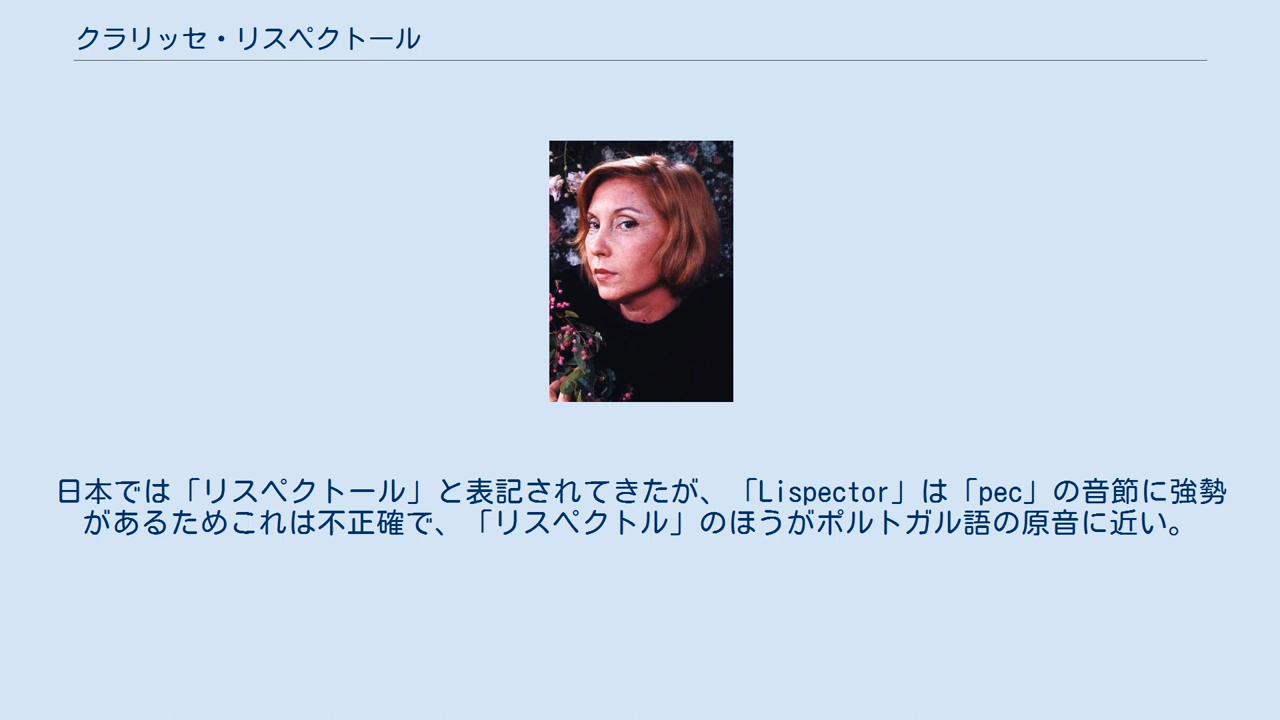 クラリッセ・リスペクトール
日本では「リスペクトール」と表記されてきたが、「Lispector」は「pec」の音節に強勢
があるためこれは不正確で、「リスペクトル」のほうがポルトガル語の原音に近い。